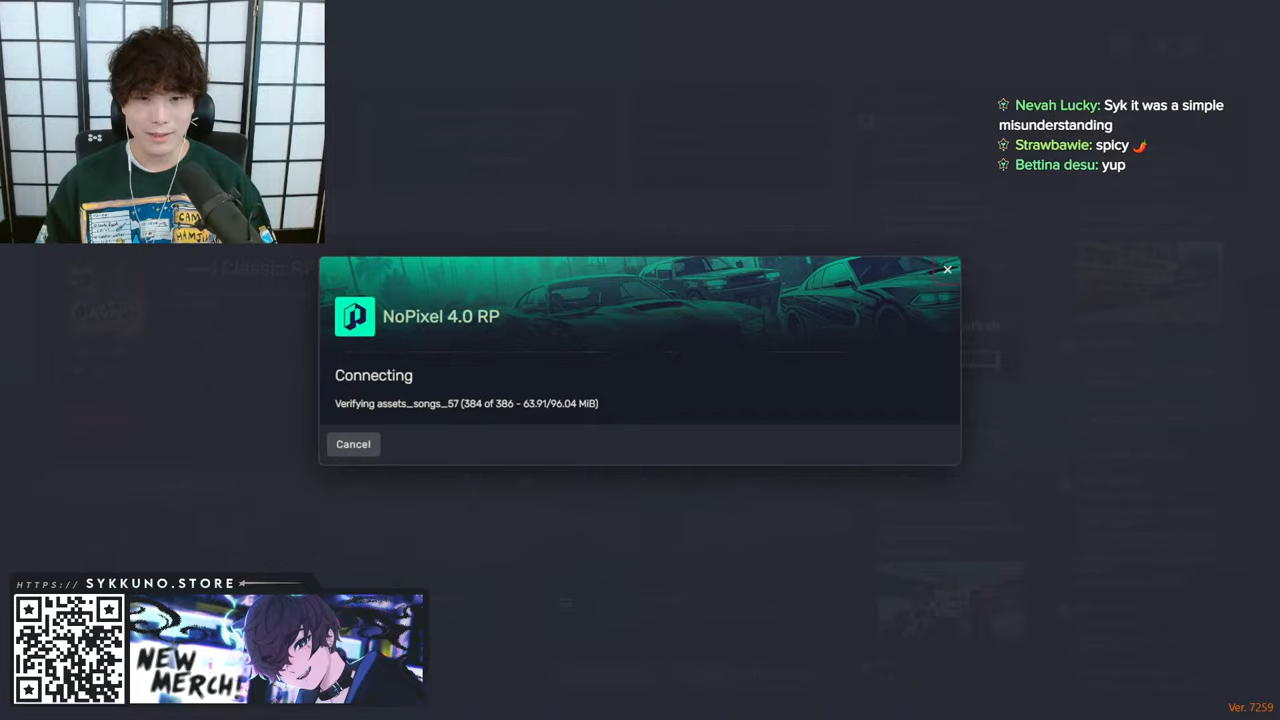 Nevah Lucky: Syk it was a simple
misunderstanding
Strawbawie: spicy 🌶️
Bettina desu: yup
NoPixel 4.0 RP
Connecting
Verifying assets_songs_57 (384 of 386 - 63.91/96.04 MiB)
Cancel
HTTPS:// SYKKUNO.STORE
NEW
MERCH!
Ver. 7259